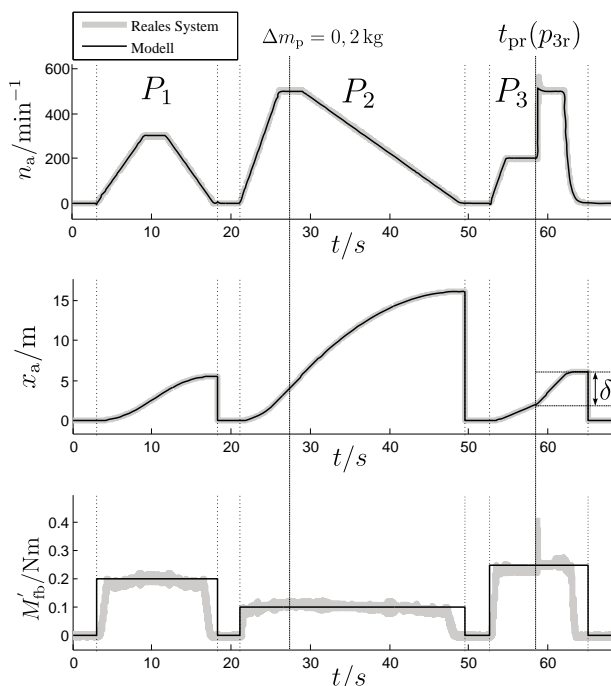 Reales System
Modell
Δm_p = 0, 2 kg
t_pr(p_3r)
600
400
200
0
n_a/min⁻¹
P_1
P_2
P_3
0 10 20 30 40 50 60
t/s
15
10
5
0
x_a/m
δ
0 10 20 30 40 50 60
t/s
0.4
0.3
0.2
0.1
0
M'_fb/Nm
0 10 20 30 40 50 60
t/s